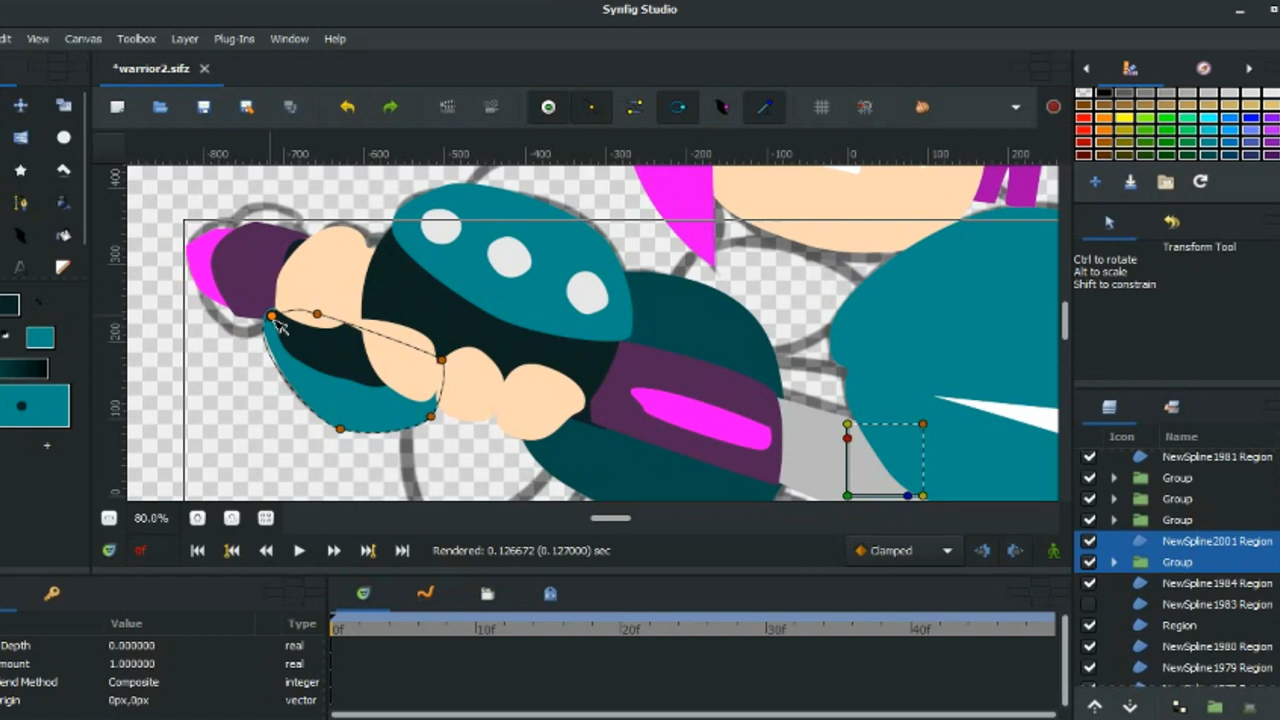 Synfig Studio
dit View Canvas Toolbox Layer Plug-Ins Window Help
*warrior2.sifz
-800 -700 -600 -500 -400 -300 -200 -100 0 100 200
400
300
200
100
0
Transform Tool
Ctrl to rotate
Alt to scale
Shift to constrain
Icon Name
NewSpline1981 Region
Group
Group
Group
NewSpline2001 Region
Group
NewSpline1984 Region
NewSpline1983 Region
Region
NewSpline1980 Region
NewSpline1979 Region
80.0%
0f Rendered: 0.126672 (0.127000) sec Clamped
Value Type
Depth 0.000000 real
mount 1.000000 real
end Method Composite integer
rigin 0px,0px vector
0f 10f 20f 30f 40f